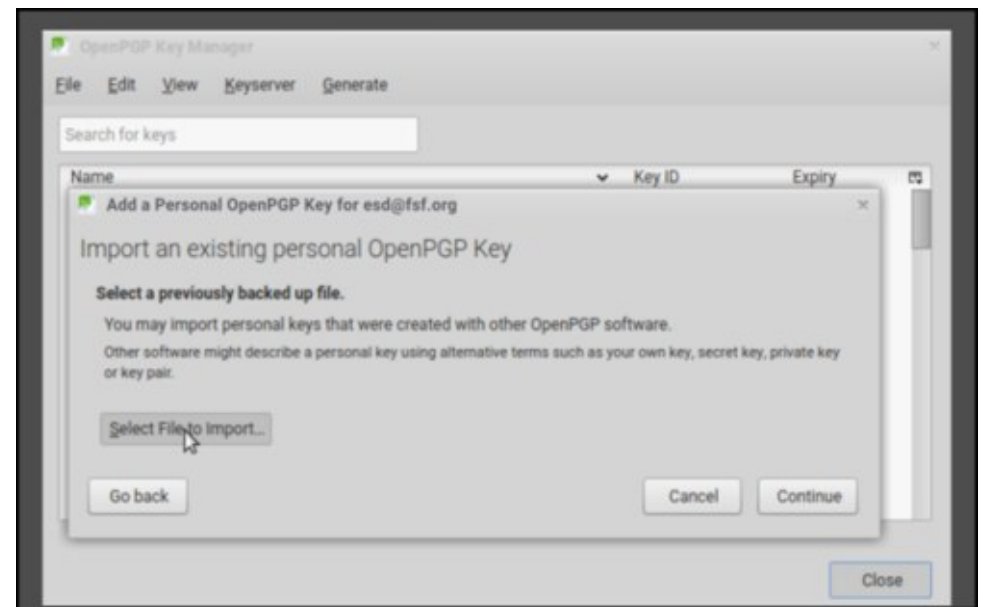 OpenPGP Key Manager
File Edit View Keyserver Generate
Search for keys
Name Key ID Expiry
Add a Personal OpenPGP Key for esd@fsf.org
Import an existing personal OpenPGP Key
Select a previously backed up file.
You may import personal keys that were created with other OpenPGP software.
Other software might describe a personal key using alternative terms such as your own key, secret key, private key
or key pair.
Select File to Import...
Go back Cancel Continue
Close